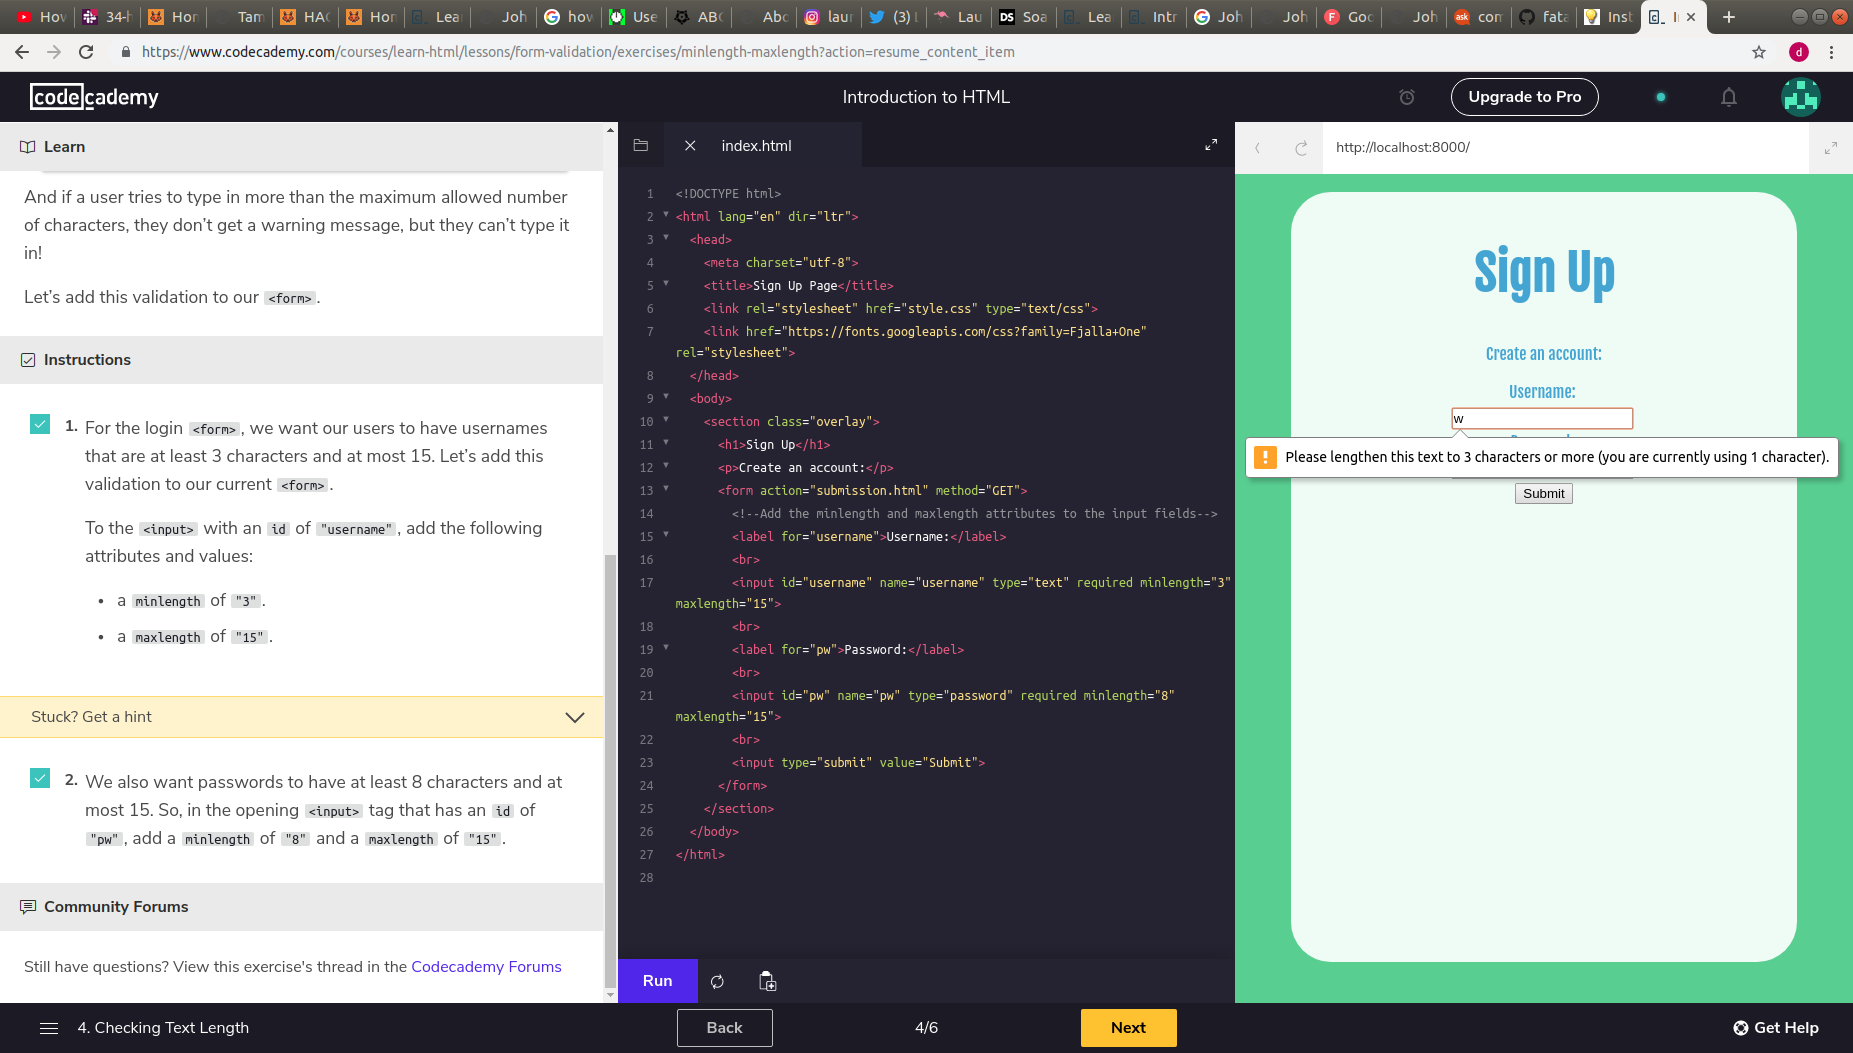 How
34-h
Hor
Tam
HAC
Hor
Lear
Joh
how
Use
ABC
Abc
laur
(3) L
Lau
DS
Soa
Lea
Intr
Joh
Joh
F
Goc
Joh
ask
com
fata
Inst
https://www.codecademy.com/courses/learn-html/lessons/form-validation/exercises/minlength-maxlength?action=resume_content_item
d
codecademy
Introduction to HTML
Upgrade to Pro
Learn
And if a user tries to type in more than the maximum allowed number
of characters, they don’t get a warning message, but they can’t type it
in!
Let’s add this validation to our <form>.
Instructions
1. For the login <form>, we want our users to have usernames
that are at least 3 characters and at most 15. Let’s add this
validation to our current <form>.
To the <input> with an id of "username", add the following
attributes and values:
• a minlength of "3".
• a maxlength of "15".
Stuck? Get a hint
2. We also want passwords to have at least 8 characters and at
most 15. So, in the opening <input> tag that has an id of
"pw", add a minlength of "8" and a maxlength of "15".
Community Forums
Still have questions? View this exercise's thread in the Codecademy Forums
index.html
1 <!DOCTYPE html>
2 <html lang="en" dir="ltr">
3 <head>
4 <meta charset="utf-8">
5 <title>Sign Up Page</title>
6 <link rel="stylesheet" href="style.css" type="text/css">
7 <link href="https://fonts.googleapis.com/css?family=Fjalla+One"
rel="stylesheet">
8 </head>
9 <body>
10 <section class="overlay">
11 <h1>Sign Up</h1>
12 <p>Create an account:</p>
13 <form action="submission.html" method="GET">
14 <!--Add the minlength and maxlength attributes to the input fields-->
15 <label for="username">Username:</label>
16 <br>
17 <input id="username" name="username" type="text" required minlength="3"
maxlength="15">
18 <br>
19 <label for="pw">Password:</label>
20 <br>
21 <input id="pw" name="pw" type="password" required minlength="8"
maxlength="15">
22 <br>
23 <input type="submit" value="Submit">
24 </form>
25 </section>
26 </body>
27 </html>
28
Run
http://localhost:8000/
Sign Up
Create an account:
Username:
w
Please lengthen this text to 3 characters or more (you are currently using 1 character).
Submit
4. Checking Text Length
Back
4/6
Next
Get Help